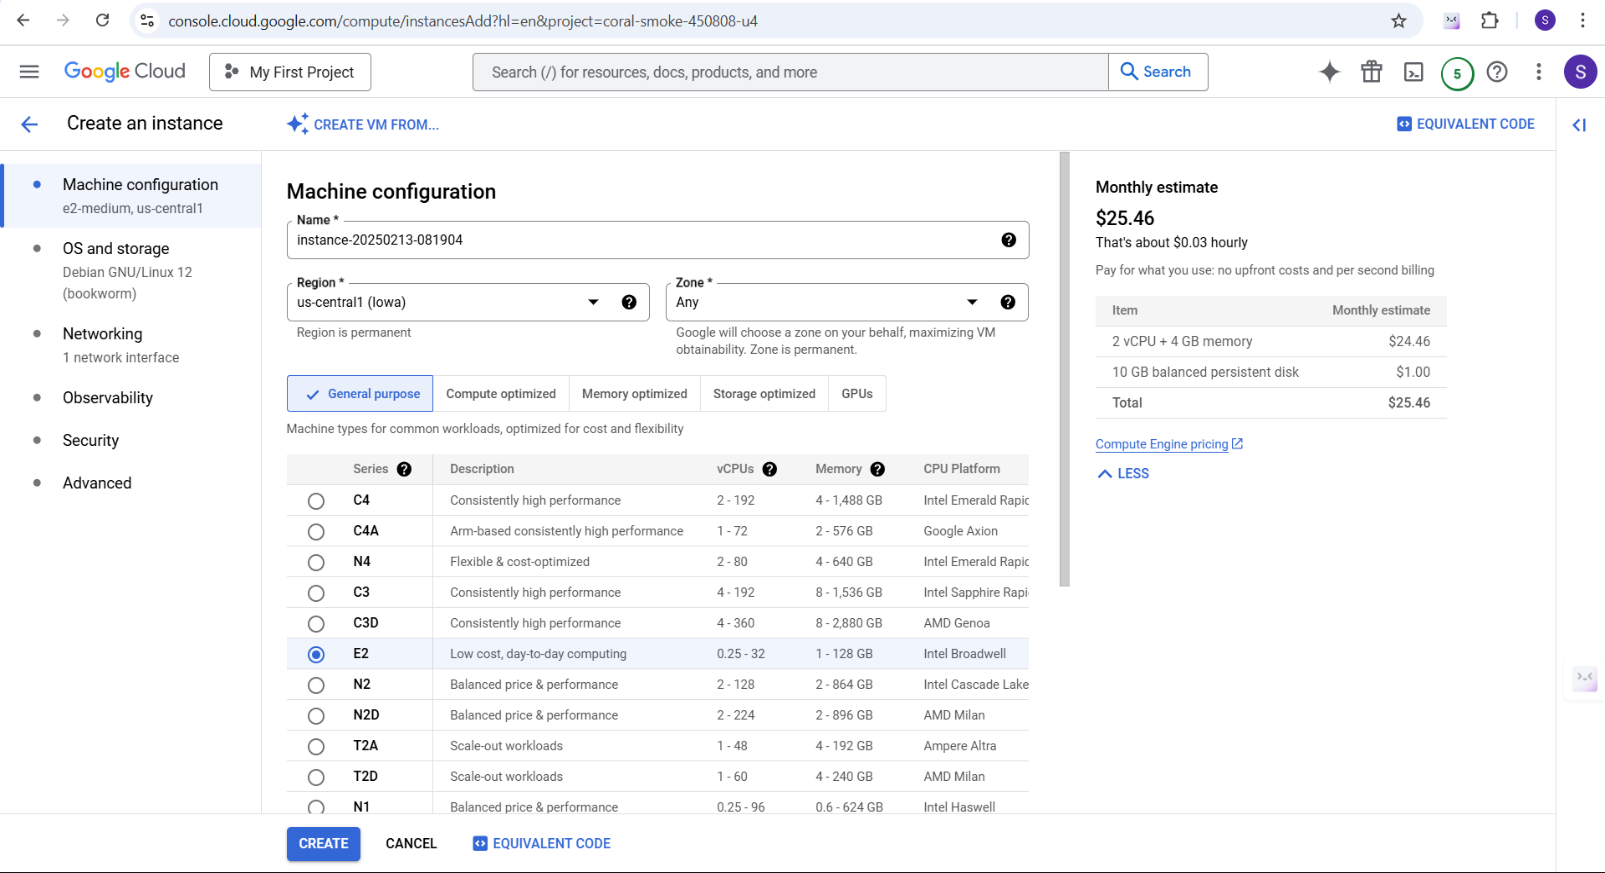 console.cloud.google.com/compute/instancesAdd?hl=en&project=coral-smoke-450808-u4
S
Google Cloud
My First Project
Search (/) for resources, docs, products, and more
Search
5
S
Create an instance
CREATE VM FROM...
EQUIVALENT CODE
Machine configuration
e2-medium, us-central1
OS and storage
Debian GNU/Linux 12
(bookworm)
Networking
1 network interface
Observability
Security
Advanced
Machine configuration
Name *
instance-20250213-081904
Region *
us-central1 (Iowa)
Region is permanent
Zone *
Any
Google will choose a zone on your behalf, maximizing VM
obtainability. Zone is permanent.
General purpose
Compute optimized
Memory optimized
Storage optimized
GPUs
Machine types for common workloads, optimized for cost and flexibility
Series Description vCPUs Memory CPU Platform
C4 Consistently high performance 2 - 192 4 - 1,488 GB Intel Emerald Rapid
C4A Arm-based consistently high performance 1 - 72 2 - 576 GB Google Axion
N4 Flexible & cost-optimized 2 - 80 4 - 640 GB Intel Emerald Rapid
C3 Consistently high performance 4 - 192 8 - 1,536 GB Intel Sapphire Rapi
C3D Consistently high performance 4 - 360 8 - 2,880 GB AMD Genoa
E2 Low cost, day-to-day computing 0.25 - 32 1 - 128 GB Intel Broadwell
N2 Balanced price & performance 2 - 128 2 - 864 GB Intel Cascade Lake
N2D Balanced price & performance 2 - 224 2 - 896 GB AMD Milan
T2A Scale-out workloads 1 - 48 4 - 192 GB Ampere Altra
T2D Scale-out workloads 1 - 60 4 - 240 GB AMD Milan
N1 Balanced price & performance 0.25 - 96 0.6 - 624 GB Intel Haswell
Monthly estimate
$25.46
That's about $0.03 hourly
Pay for what you use: no upfront costs and per second billing
Item Monthly estimate
2 vCPU + 4 GB memory $24.46
10 GB balanced persistent disk $1.00
Total $25.46
Compute Engine pricing
LESS
CREATE
CANCEL
EQUIVALENT CODE